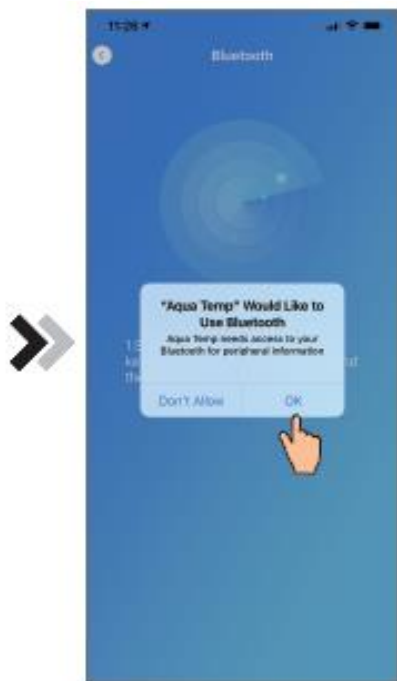 11:26
Bluetooth
"Aqua Temp" Would Like to
Use Bluetooth
Aqua Temp needs access to your
Bluetooth for peripheral information
Don't Allow
OK